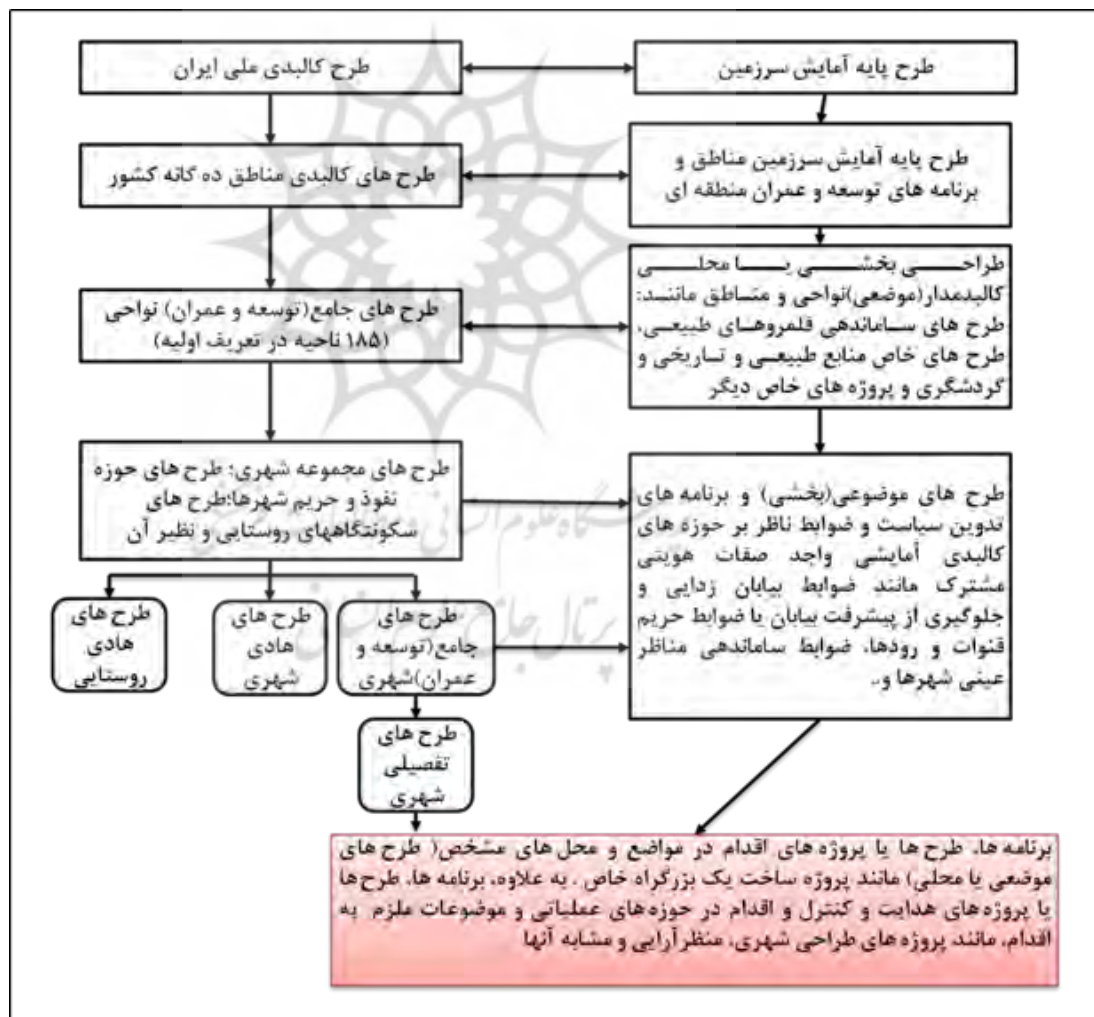 طرح پایه آمایش سرزمین
طرح کالبدی ملی ایران
طرح پایه آمایش سرزمین مناطق و
برنامه های توسعه و عمران منطقه ای
طرح های کالبدی مناطق ده گانه کشور
طراحی بخشی یا محلی
کالبدمدار(موضعی)نواحی و مناطق مانند:
طرح های ساماندهی قلمروهای طبیعی،
طرح های خاص منابع طبیعی و تاریخی و
گردشگری و پروژه های خاص دیگر
طرح های جامع(توسعه و عمران) نواحی
(۱۸۵ ناحیه در تعریف اولیه)
طرح های موضوعی(بخشی) و برنامه های
تدوین سیاست و ضوابط ناظر بر حوزه های
کالبدی آمایشی واجد صفات هویتی
مشترک مانند ضوابط بیابان زدایی و
جلوگیری از پیشرفت بیابان یا ضوابط حریم
قنوات و رودها، ضوابط ساماندهی مناظر
عینی شهرها و..
طرح های مجموعه شهری؛ طرح های حوزه
نفوذ و حریم شهرها؛طرح های
سکونتگاههای روستایی و نظیر آن
طرح های
جامع(توسعه و
عمران)شهری
طرح های
هادی
شهری
طرح های
هادی
روستایی
طرح های
تفصیلی
شهری
برنامه ها، طرح ها یا پروژه های اقدام در مواضع و محل های مشخص( طرح های
موضعی یا محلی) مانند پروژه ساخت یک بزرگراه خاص . به علاوه، برنامه ها، طرح ها
یا پروژه های هدایت و کنترل و اقدام در حوزه های عملیاتی و موضوعات ملزم به
اقدام، مانند پروژه های طراحی شهری، منظرآرایی و مشابه آنها
پرتال جامع علوم انسانی